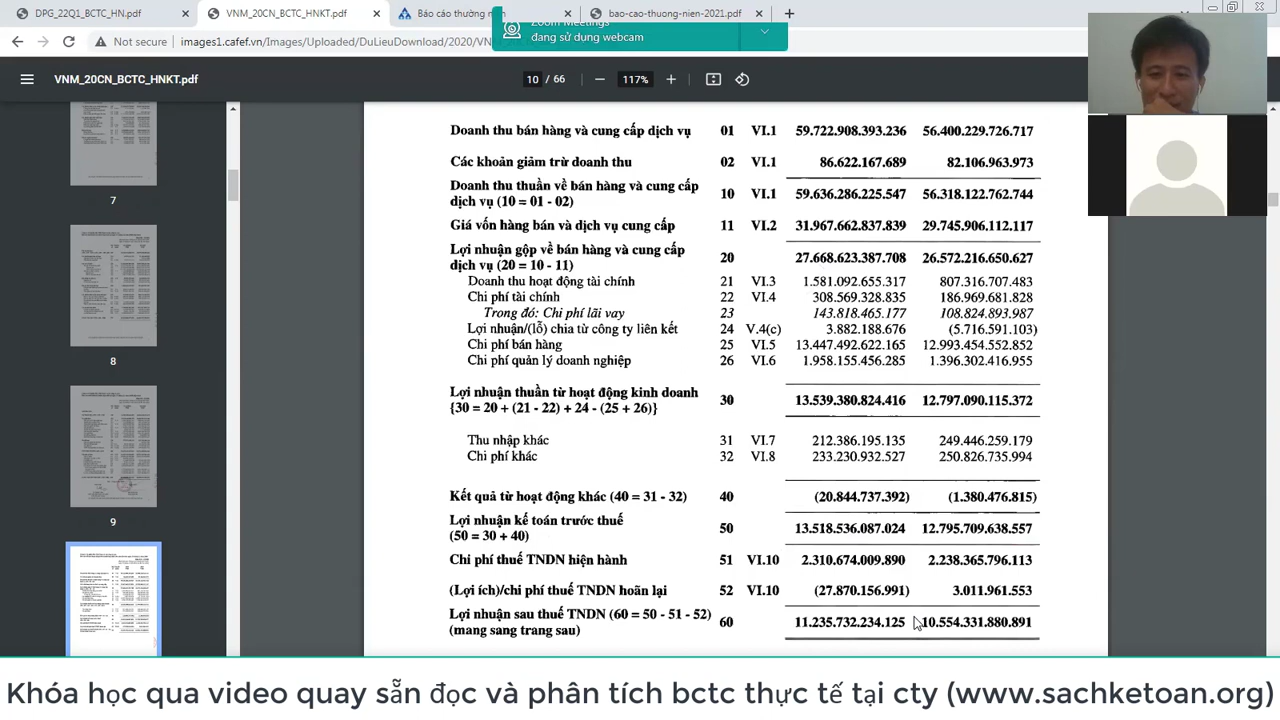 DPG_2Q1_BCTC_HN.pdf × VNM_20CN_BCTC_HNKT.pdf × Báo cáo thường niên × bao-cao-thuong-nien-2021.pdf × +
Zoom Meetings
đang sử dụng webcam
Not secure | images1.cafef.vn/Images/Uploaded/DuLieuDownload/2020/VN
VNM_20CN_BCTC_HNKT.pdf
10 / 66 — 117% +
Doanh thu bán hàng và cung cấp dịch vụ 01 VI.1 59.722.908.393.236 56.400.229.726.717
Các khoản giảm trừ doanh thu 02 VI.1 86.622.167.689 82.106.963.973
Doanh thu thuần về bán hàng và cung cấp
dịch vụ (10 = 01 - 02) 10 VI.1 59.636.286.225.547 56.318.122.762.744
Giá vốn hàng bán và dịch vụ cung cấp 11 VI.2 31.967.662.837.839 29.745.906.112.117
Lợi nhuận gộp về bán hàng và cung cấp
dịch vụ (20 = 10 - 11) 20 27.668.623.387.708 26.572.216.650.627
Doanh thu hoạt động tài chính 21 VI.3 1.581.092.655.317 807.316.707.483
Chi phí tài chính 22 VI.4 308.569.328.835 186.969.681.828
Trong đó: Chi phí lãi vay 23 143.818.465.177 108.824.893.987
Lợi nhuận/(lỗ) chia từ công ty liên kết 24 V.4(c) 3.882.188.676 (5.716.591.103)
Chi phí bán hàng 25 VI.5 13.447.492.622.165 12.993.454.552.852
Chi phí quản lý doanh nghiệp 26 VI.6 1.958.155.456.285 1.396.302.416.955
Lợi nhuận thuần từ hoạt động kinh doanh
{30 = 20 + (21 - 22) + 24 - (25 + 26)} 30 13.539.380.824.416 12.797.090.115.372
Thu nhập khác 31 VI.7 212.386.195.135 249.446.259.179
Chi phí khác 32 VI.8 233.230.932.527 250.826.735.994
Kết quả từ hoạt động khác (40 = 31 - 32) 40 (20.844.737.392) (1.380.476.815)
Lợi nhuận kế toán trước thuế
(50 = 30 + 40) 50 13.518.536.087.024 12.795.709.638.557
Chi phí thuế TNDN hiện hành 51 VI.10 2.310.674.009.890 2.238.365.796.113
(Lợi ích)/chi phí thuế TNDN hoãn lại 52 VI.10 (27.870.156.991) 3.011.961.553
Lợi nhuận sau thuế TNDN (60 = 50 - 51 - 52)
(mang sang trang sau) 60 11.235.732.234.125 10.554.331.880.891
7
8
9
Khóa học qua video quay sẵn đọc và phân tích bctc thực tế tại cty (www.sachketoan.org)